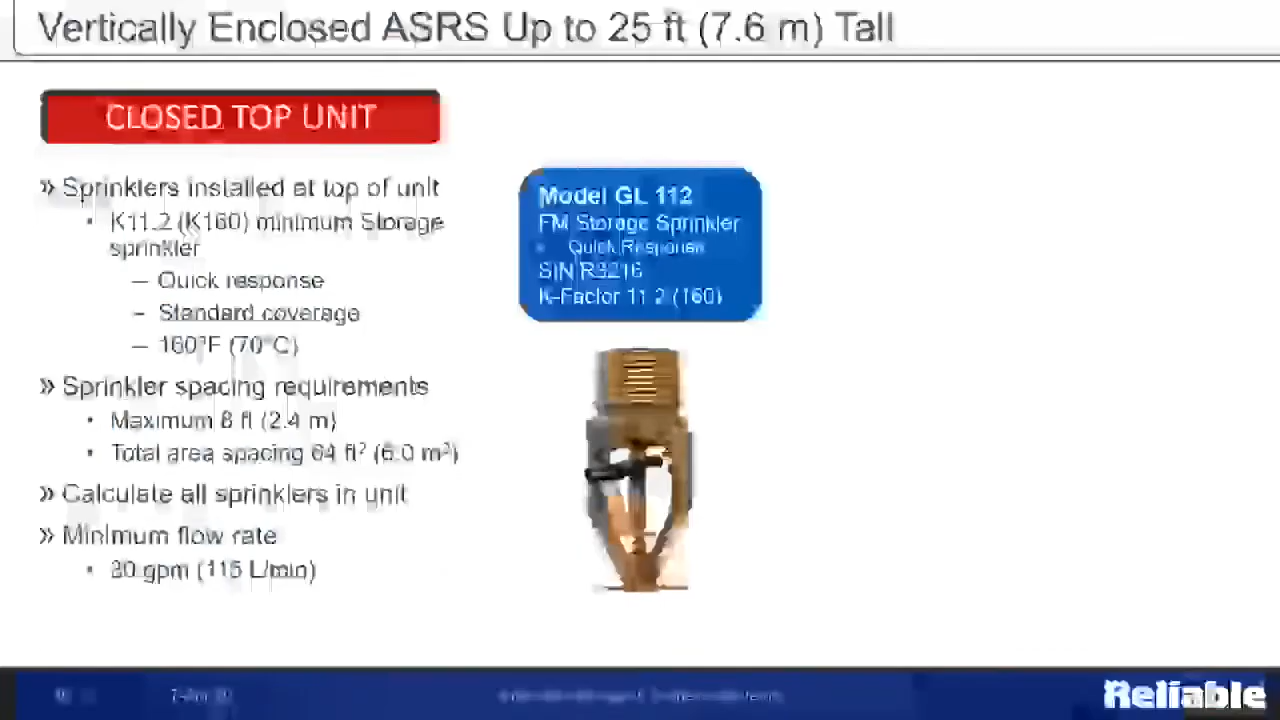 Vertically Enclosed ASRS Up to 25 ft (7.6 m) Tall
CLOSED TOP UNIT
» Sprinklers installed at top of unit
• K11.2 (K160) minimum Storage
sprinkler
– Quick response
– Standard coverage
– 160°F (70°C)
» Sprinkler spacing requirements
• Maximum 8 ft (2.4 m)
• Total area spacing 64 ft² (6.0 m²)
» Calculate all sprinklers in unit
» Minimum flow rate
• 30 gpm (115 L/min)
Model GL 112
FM Storage Sprinkler
• Quick Response
SIN R3216
K-Factor 11.2 (160)
Reliable